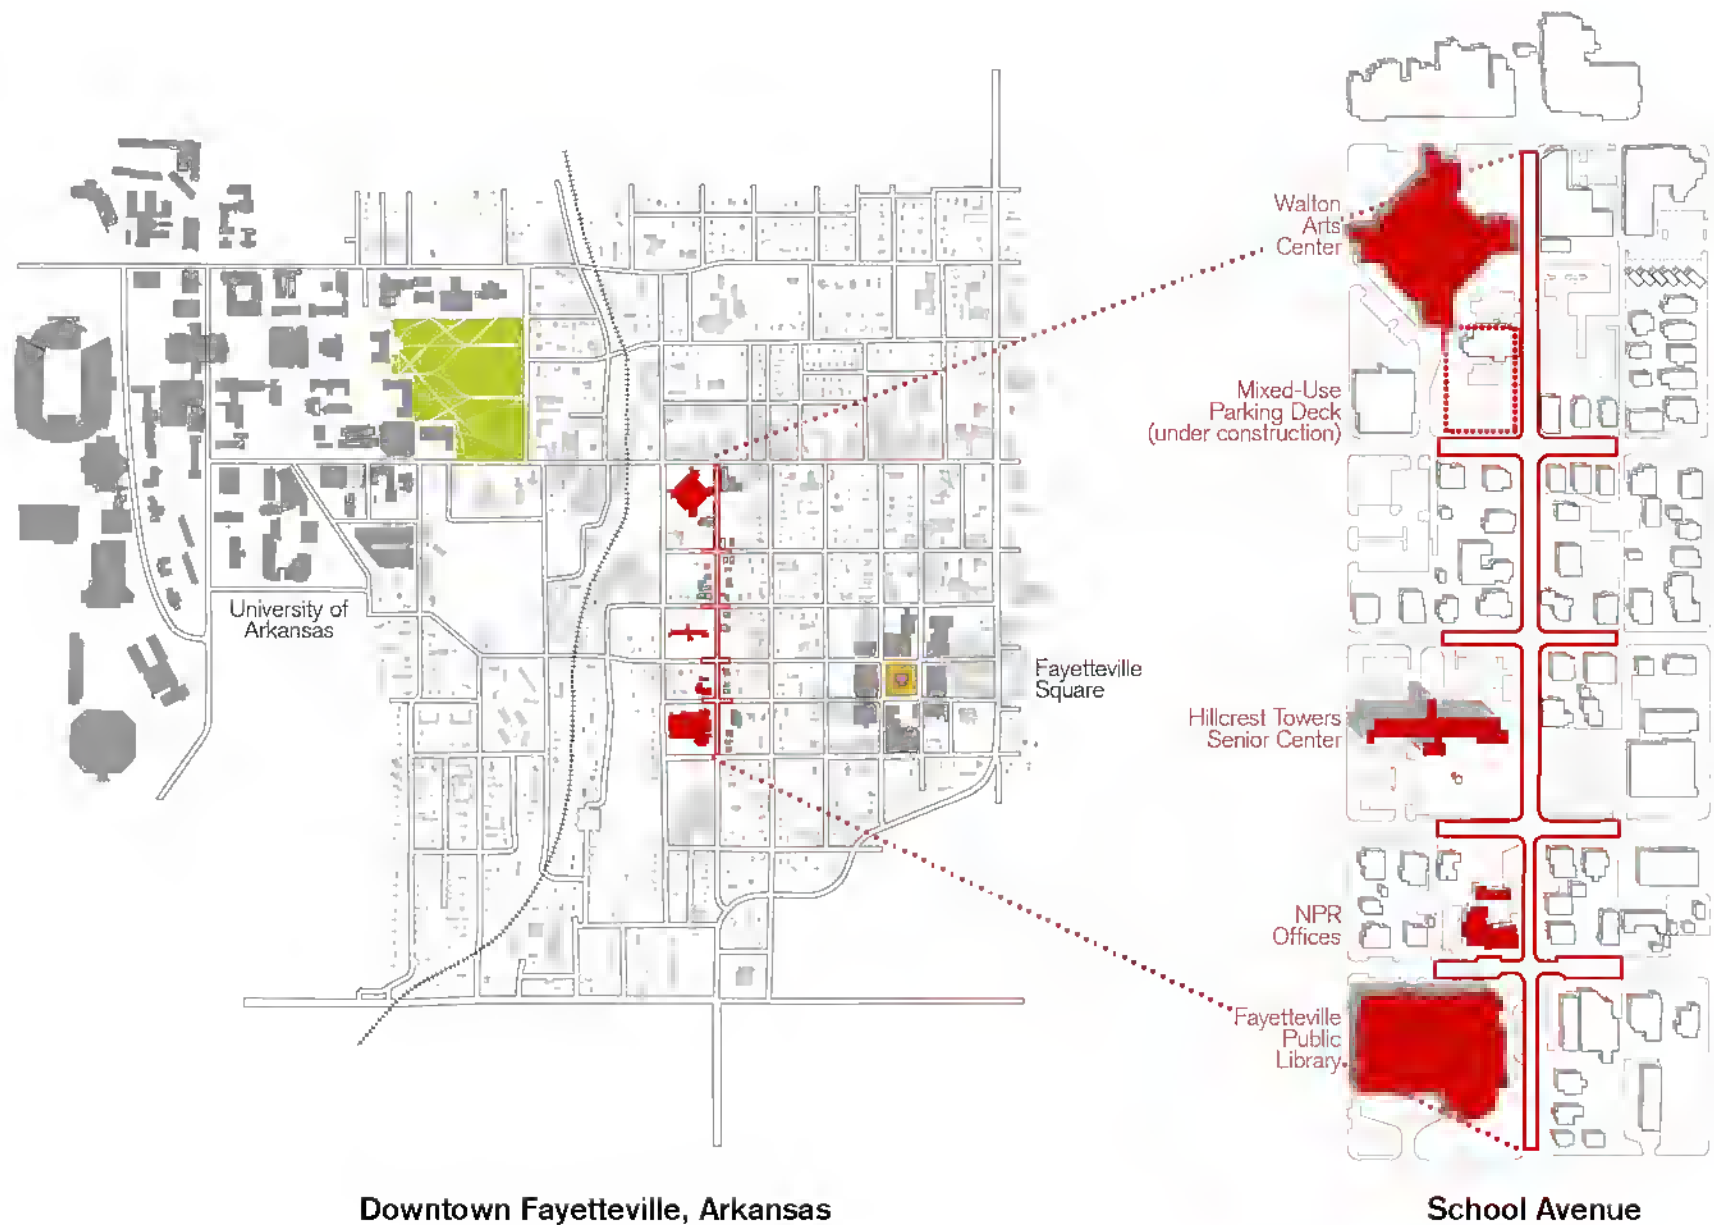 University of
Arkansas
Fayetteville
Square
Walton
Arts
Center
Mixed-Use
Parking Deck
(under construction)
Hillcrest Towers
Senior Center
NPR
Offices
Fayetteville
Public
Library
Downtown Fayetteville, Arkansas
School Avenue